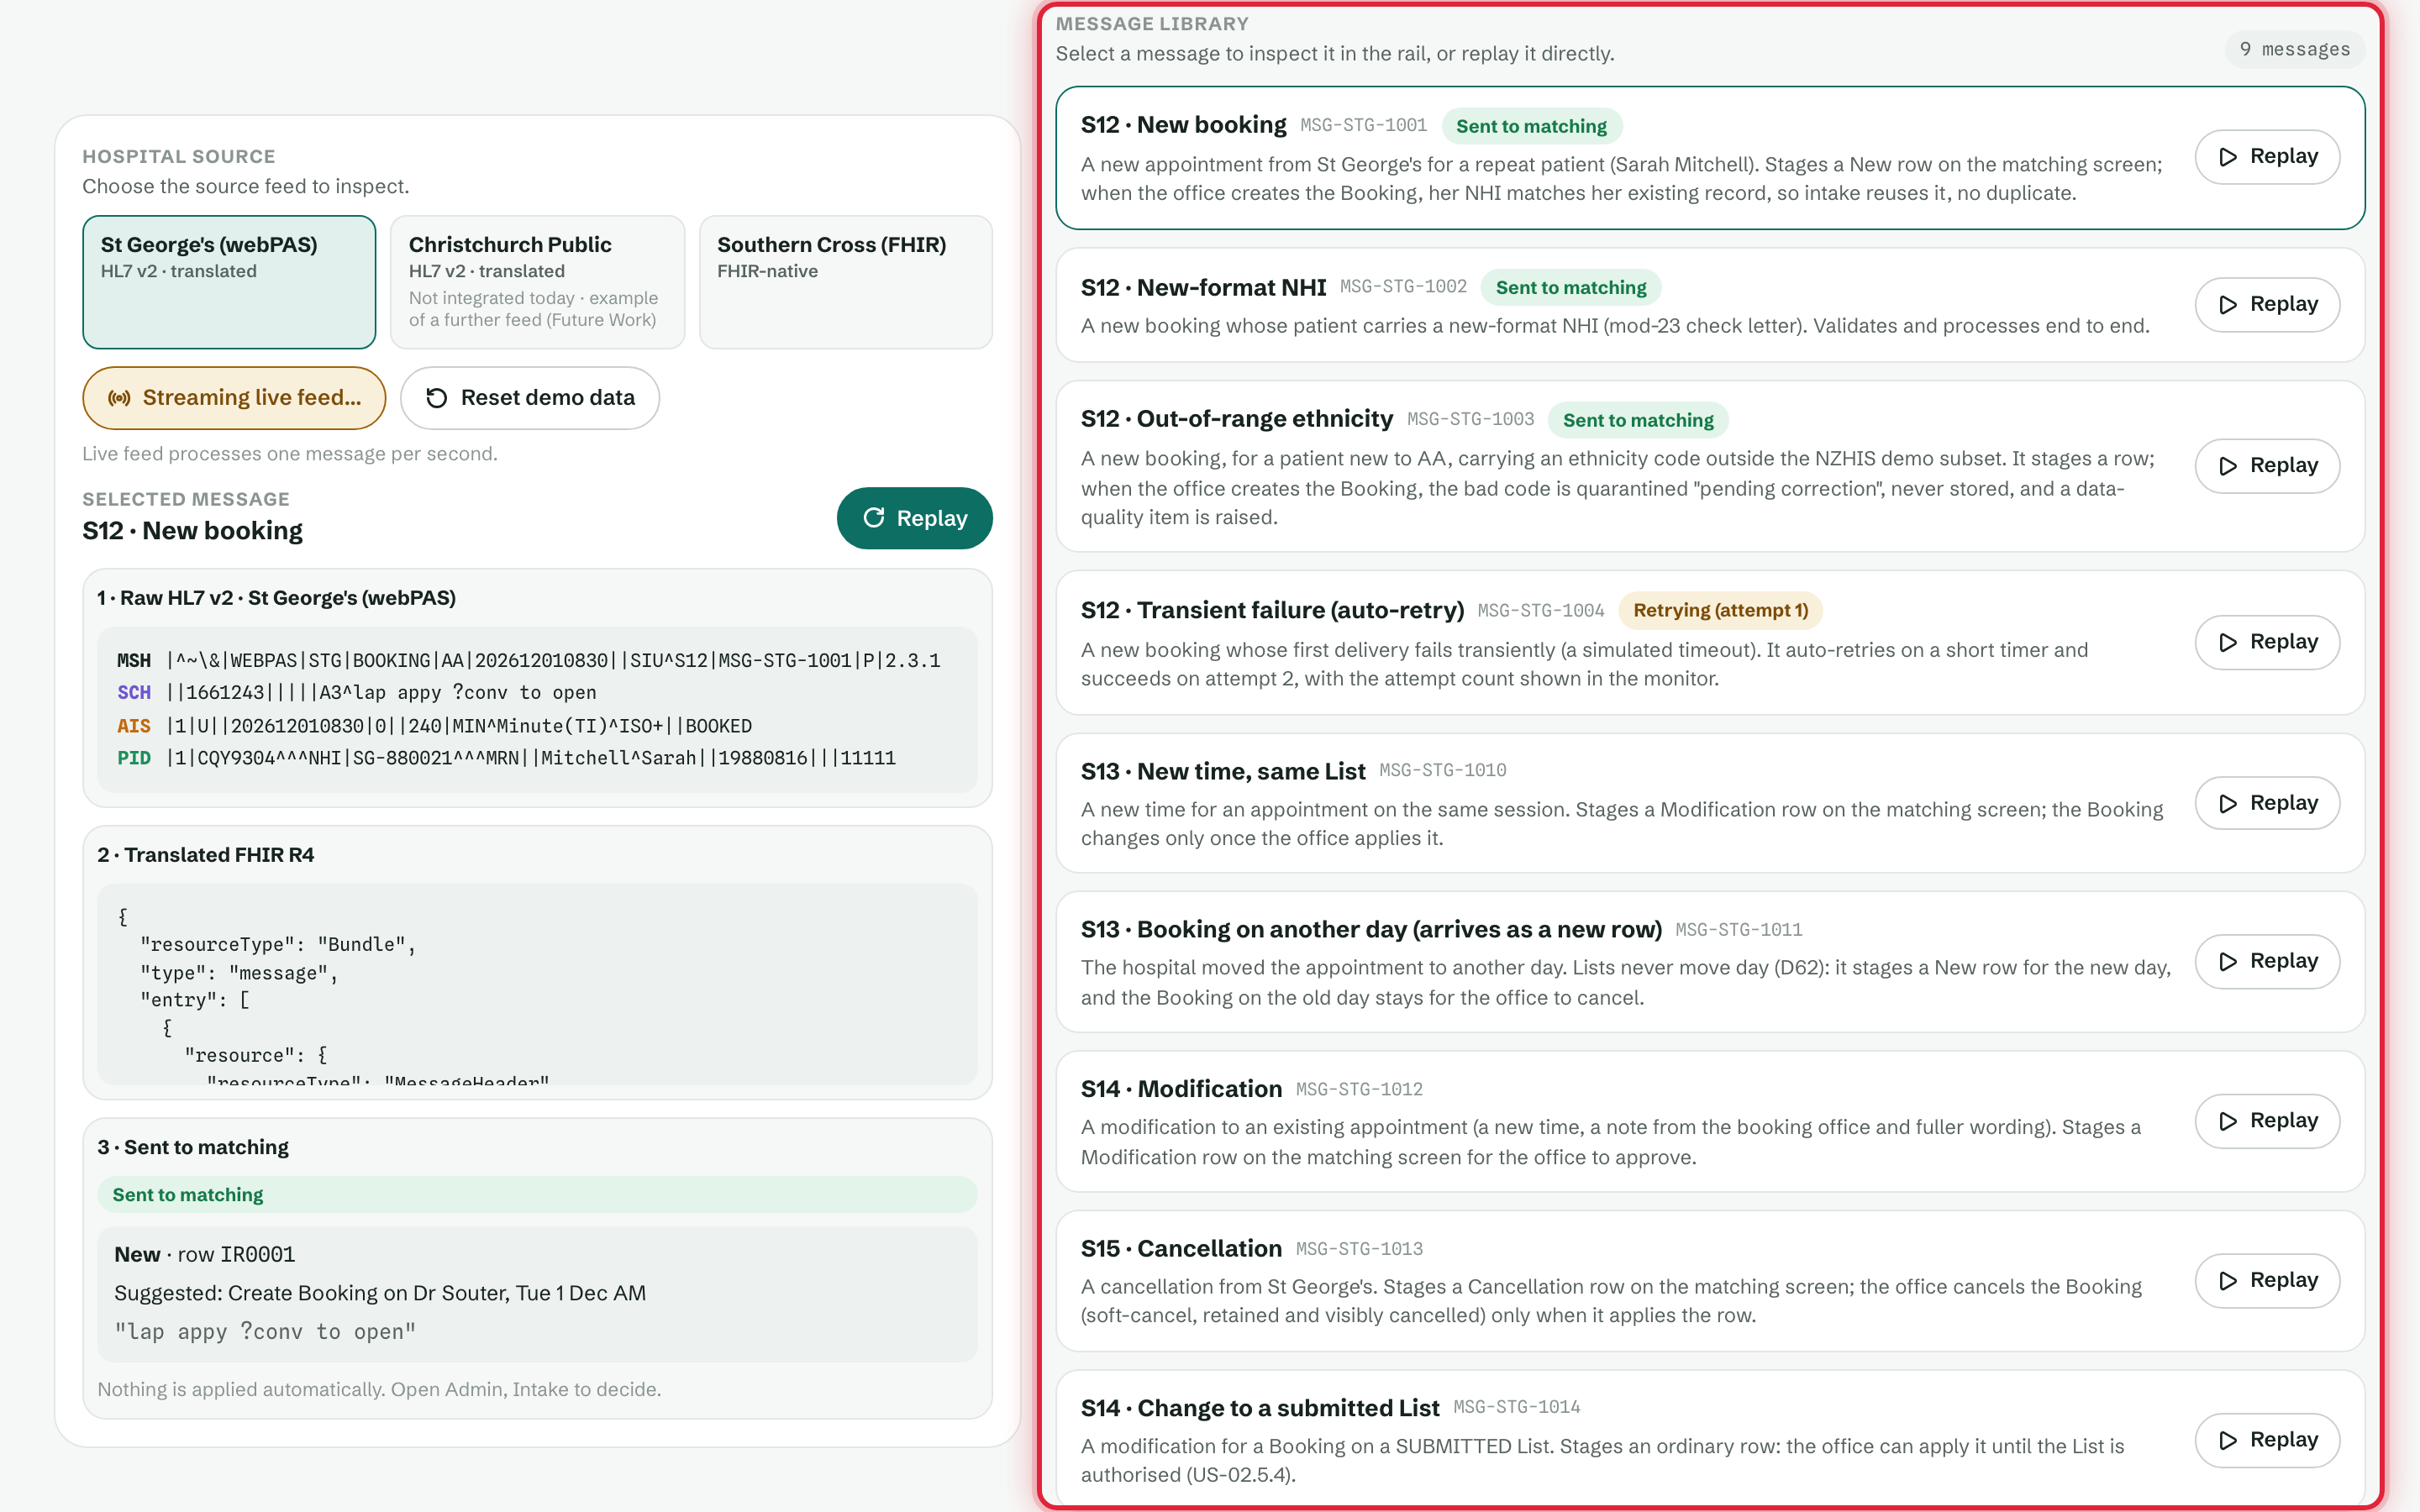 HOSPITAL SOURCE
Choose the source feed to inspect.
St George's (webPAS)
HL7 v2 · translated
Christchurch Public
HL7 v2 · translated
Not integrated today · example
of a further feed (Future Work)
Southern Cross (FHIR)
FHIR-native
Streaming live feed...
Reset demo data
Live feed processes one message per second.
SELECTED MESSAGE
S12 · New booking
Replay
1 · Raw HL7 v2 · St George's (webPAS)
MSH |^~\&|WEBPAS|STG|BOOKING|AA|202612010830||SIU^S12|MSG-STG-1001|P|2.3.1
SCH ||1661243|||||A3^lap appy ?conv to open
AIS |1|U||202612010830|0||240|MIN^Minute(TI)^ISO+||BOOKED
PID |1|CQY9304^^^NHI|SG-880021^^^MRN||Mitchell^Sarah||19880816|||11111
2 · Translated FHIR R4
{
"resourceType": "Bundle",
"type": "message",
"entry": [
{
"resource": {
"resourceType": "MessageHeader"
3 · Sent to matching
Sent to matching
New · row IR0001
Suggested: Create Booking on Dr Souter, Tue 1 Dec AM
"lap appy ?conv to open"
Nothing is applied automatically. Open Admin, Intake to decide.
MESSAGE LIBRARY
Select a message to inspect it in the rail, or replay it directly.
9 messages
S12 · New booking MSG-STG-1001 Sent to matching
A new appointment from St George's for a repeat patient (Sarah Mitchell). Stages a New row on the matching screen;
when the office creates the Booking, her NHI matches her existing record, so intake reuses it, no duplicate.
Replay
S12 · New-format NHI MSG-STG-1002 Sent to matching
A new booking whose patient carries a new-format NHI (mod-23 check letter). Validates and processes end to end.
Replay
S12 · Out-of-range ethnicity MSG-STG-1003 Sent to matching
A new booking, for a patient new to AA, carrying an ethnicity code outside the NZHIS demo subset. It stages a row;
when the office creates the Booking, the bad code is quarantined "pending correction", never stored, and a data-
quality item is raised.
Replay
S12 · Transient failure (auto-retry) MSG-STG-1004 Retrying (attempt 1)
A new booking whose first delivery fails transiently (a simulated timeout). It auto-retries on a short timer and
succeeds on attempt 2, with the attempt count shown in the monitor.
Replay
S13 · New time, same List MSG-STG-1010
A new time for an appointment on the same session. Stages a Modification row on the matching screen; the Booking
changes only once the office applies it.
Replay
S13 · Booking on another day (arrives as a new row) MSG-STG-1011
The hospital moved the appointment to another day. Lists never move day (D62): it stages a New row for the new day,
and the Booking on the old day stays for the office to cancel.
Replay
S14 · Modification MSG-STG-1012
A modification to an existing appointment (a new time, a note from the booking office and fuller wording). Stages a
Modification row on the matching screen for the office to approve.
Replay
S15 · Cancellation MSG-STG-1013
A cancellation from St George's. Stages a Cancellation row on the matching screen; the office cancels the Booking
(soft-cancel, retained and visibly cancelled) only when it applies the row.
Replay
S14 · Change to a submitted List MSG-STG-1014
A modification for a Booking on a SUBMITTED List. Stages an ordinary row: the office can apply it until the List is
authorised (US-02.5.4).
Replay